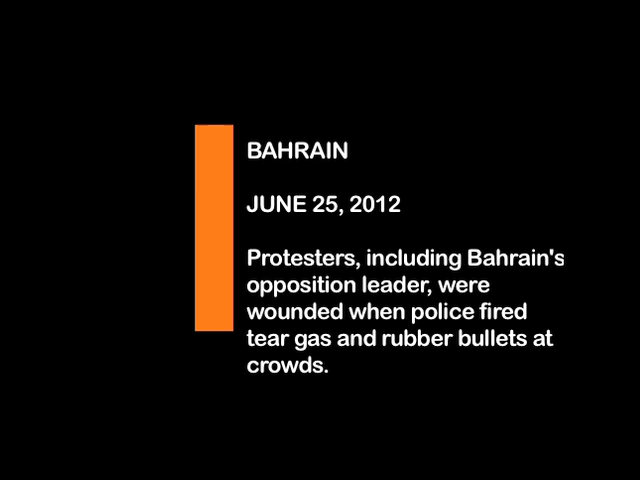 BAHRAIN
JUNE 25, 2012
Protesters, including Bahrain's
opposition leader, were
wounded when police fired
tear gas and rubber bullets at
crowds.